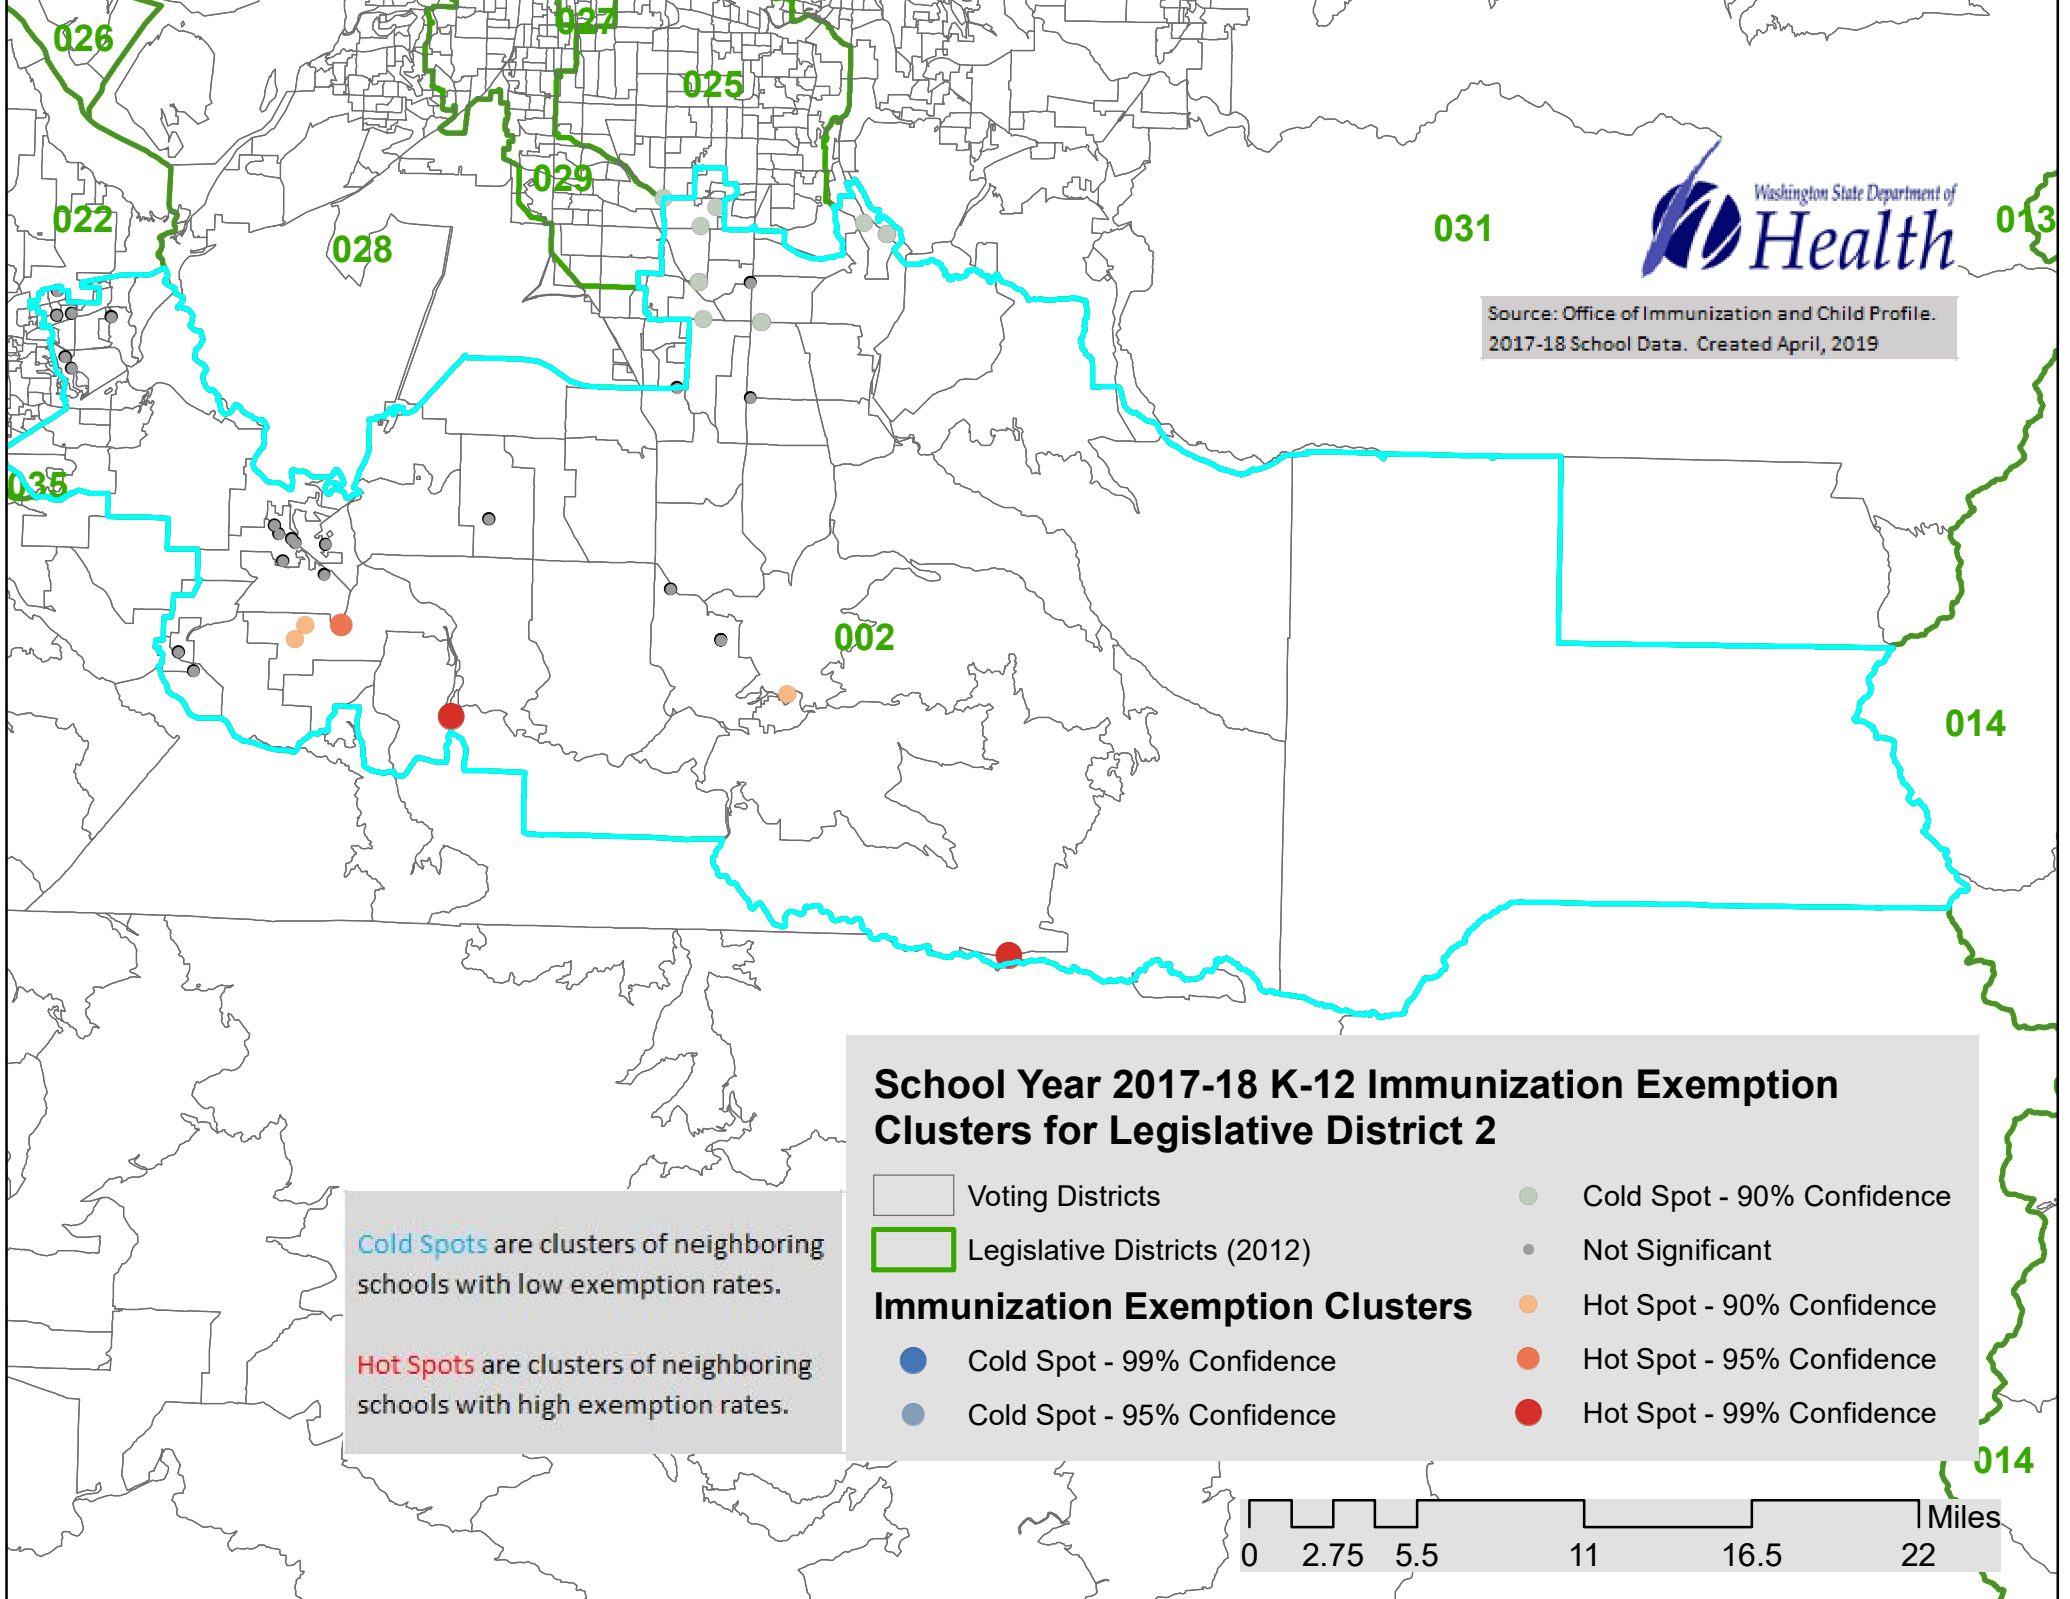 026
027
025
029
022
028
031
013
Washington State Department of
Health
Source: Office of Immunization and Child Profile.
2017-18 School Data. Created April, 2019
035
002
014
School Year 2017-18 K-12 Immunization Exemption
Clusters for Legislative District 2
Voting Districts
Legislative Districts (2012)
Immunization Exemption Clusters
Cold Spot - 99% Confidence
Cold Spot - 95% Confidence
Cold Spot - 90% Confidence
Not Significant
Hot Spot - 90% Confidence
Hot Spot - 95% Confidence
Hot Spot - 99% Confidence
Cold Spots are clusters of neighboring
schools with low exemption rates.
Hot Spots are clusters of neighboring
schools with high exemption rates.
014
Miles
0 2.75 5.5 11 16.5 22